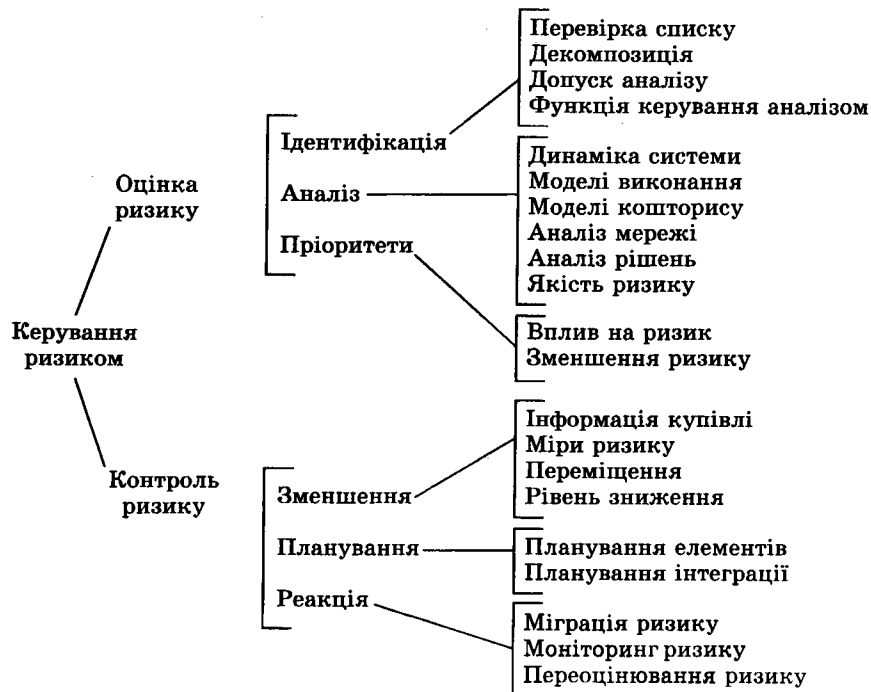 Керування
ризиком
Оцінка
ризику
Ідентифікація
Перевірка списку
Декомпозиція
Допуск аналізу
Функція керування аналізом
Аналіз
Динаміка системи
Моделі виконання
Моделі кошторису
Аналіз мережі
Аналіз рішень
Якість ризику
Пріоритети
Вплив на ризик
Зменшення ризику
Контроль
ризику
Зменшення
Інформація купівлі
Міри ризику
Переміщення
Рівень зниження
Планування
Планування елементів
Планування інтеграції
Реакція
Міграція ризику
Моніторинг ризику
Переоцінювання ризику